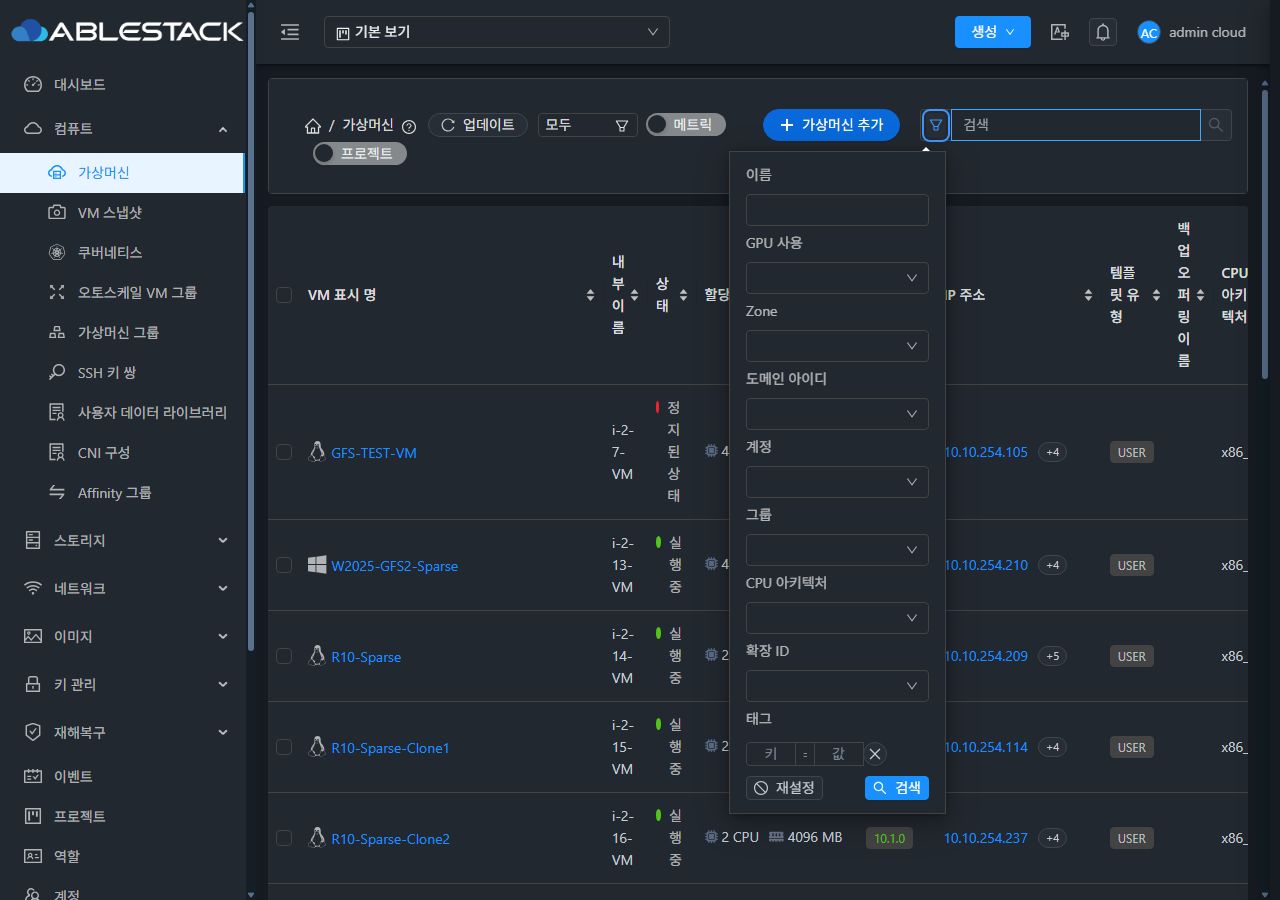 ABLESTACK
기본 보기
생성
AC
admin cloud
대시보드
컴퓨트
가상머신
VM 스냅샷
쿠버네티스
오토스케일 VM 그룹
가상머신 그룹
SSH 키 쌍
사용자 데이터 라이브러리
CNI 구성
Affinity 그룹
스토리지
네트워크
이미지
키 관리
재해복구
이벤트
프로젝트
역할
계정
/ 가상머신
업데이트
모두
메트릭
프로젝트
가상머신 추가
검색
VM 표시 명
내부 이름
상태
할당
IP 주소
템플릿 유형
백업 오퍼링 이름
CPU 아키텍처
GFS-TEST-VM
i-2-7-VM
정지된 상태
4
10.10.254.105
+4
USER
x86_
W2025-GFS2-Sparse
i-2-13-VM
실행 중
4
10.10.254.210
+4
USER
x86_
R10-Sparse
i-2-14-VM
실행 중
2
10.10.254.209
+5
USER
x86_
R10-Sparse-Clone1
i-2-15-VM
실행 중
2
10.10.254.114
+4
USER
x86_
R10-Sparse-Clone2
i-2-16-VM
실행 중
2 CPU
4096 MB
10.1.0
10.10.254.237
+4
USER
x86_
이름
GPU 사용
Zone
도메인 아이디
계정
그룹
CPU 아키텍처
확장 ID
태그
키
=
값
재설정
검색